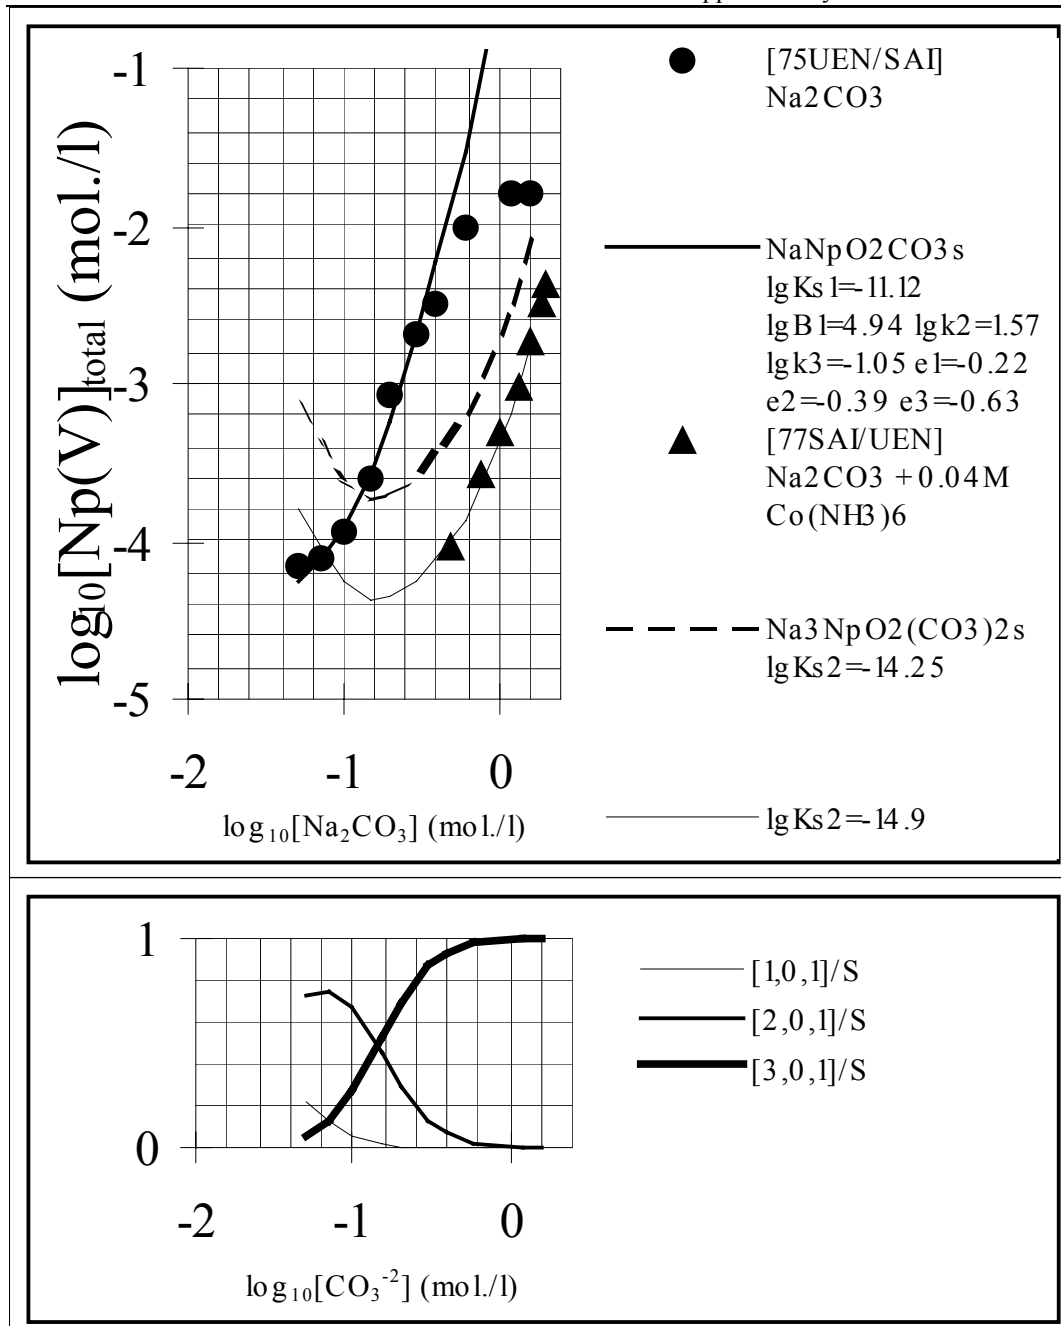 -1
-2
-3
-4
-5
log10[Np(V)]total (mol./l)
-2 -1 0
log10[Na2CO3] (mol./l)
[75UEN/SAI]
Na2CO3
NaNpO2CO3s
lgKs1=-11.12
lgB1=4.94 lgk2=1.57
lgk3=-1.05 e1=-0.22
e2=-0.39 e3=-0.63
[77SAI/UEN]
Na2CO3 +0.04M
Co(NH3)6
Na3NpO2(CO3)2s
lgKs2=-14.25
lgKs2=-14.9
1
0
-2 -1 0
log10[CO3-2] (mol./l)
[1,0,1]/S
[2,0,1]/S
[3,0,1]/S